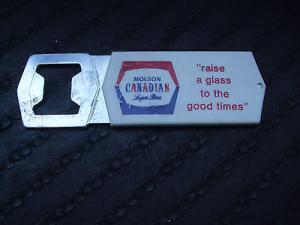 MOLSON
CANADIAN
Lager Beer
"raise
a glass
to the
good times"